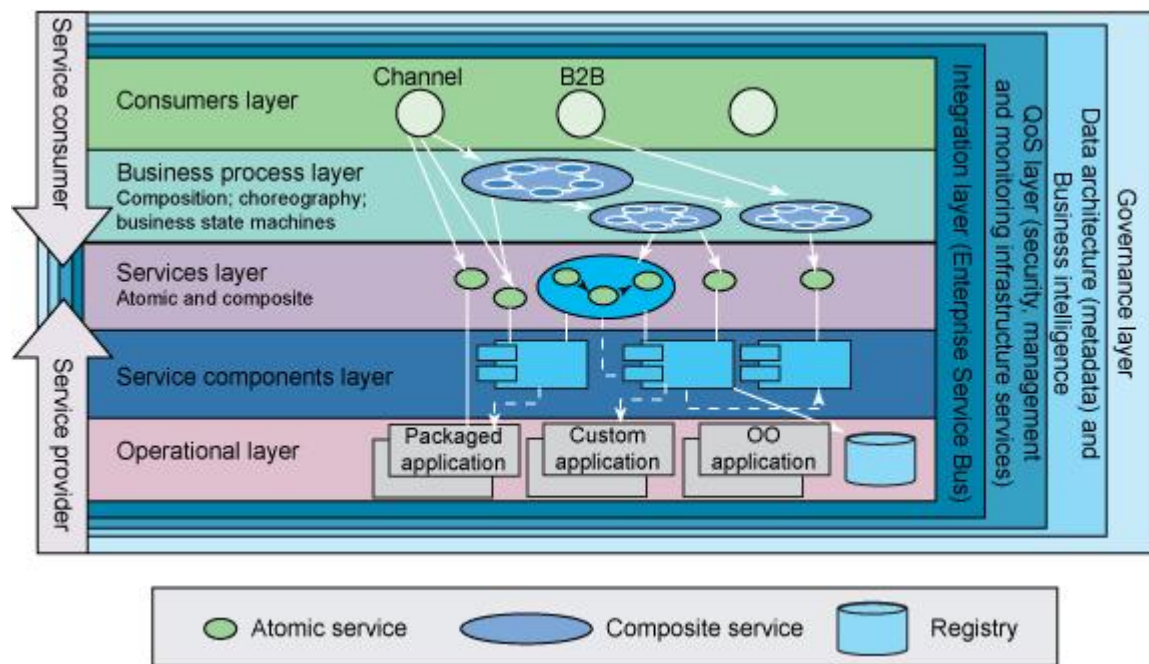 Service consumer
Service provider
Channel
B2B
Consumers layer
Business process layer
Composition; choreography;
business state machines
Services layer
Atomic and composite
Service components layer
Operational layer
Packaged
application
Custom
application
OO
application
Integration layer (Enterprise Service Bus)
QoS layer (security, management
and monitoring infrastructure services)
Data architecture (metadata) and
Business intelligence
Governance layer
Atomic service
Composite service
Registry